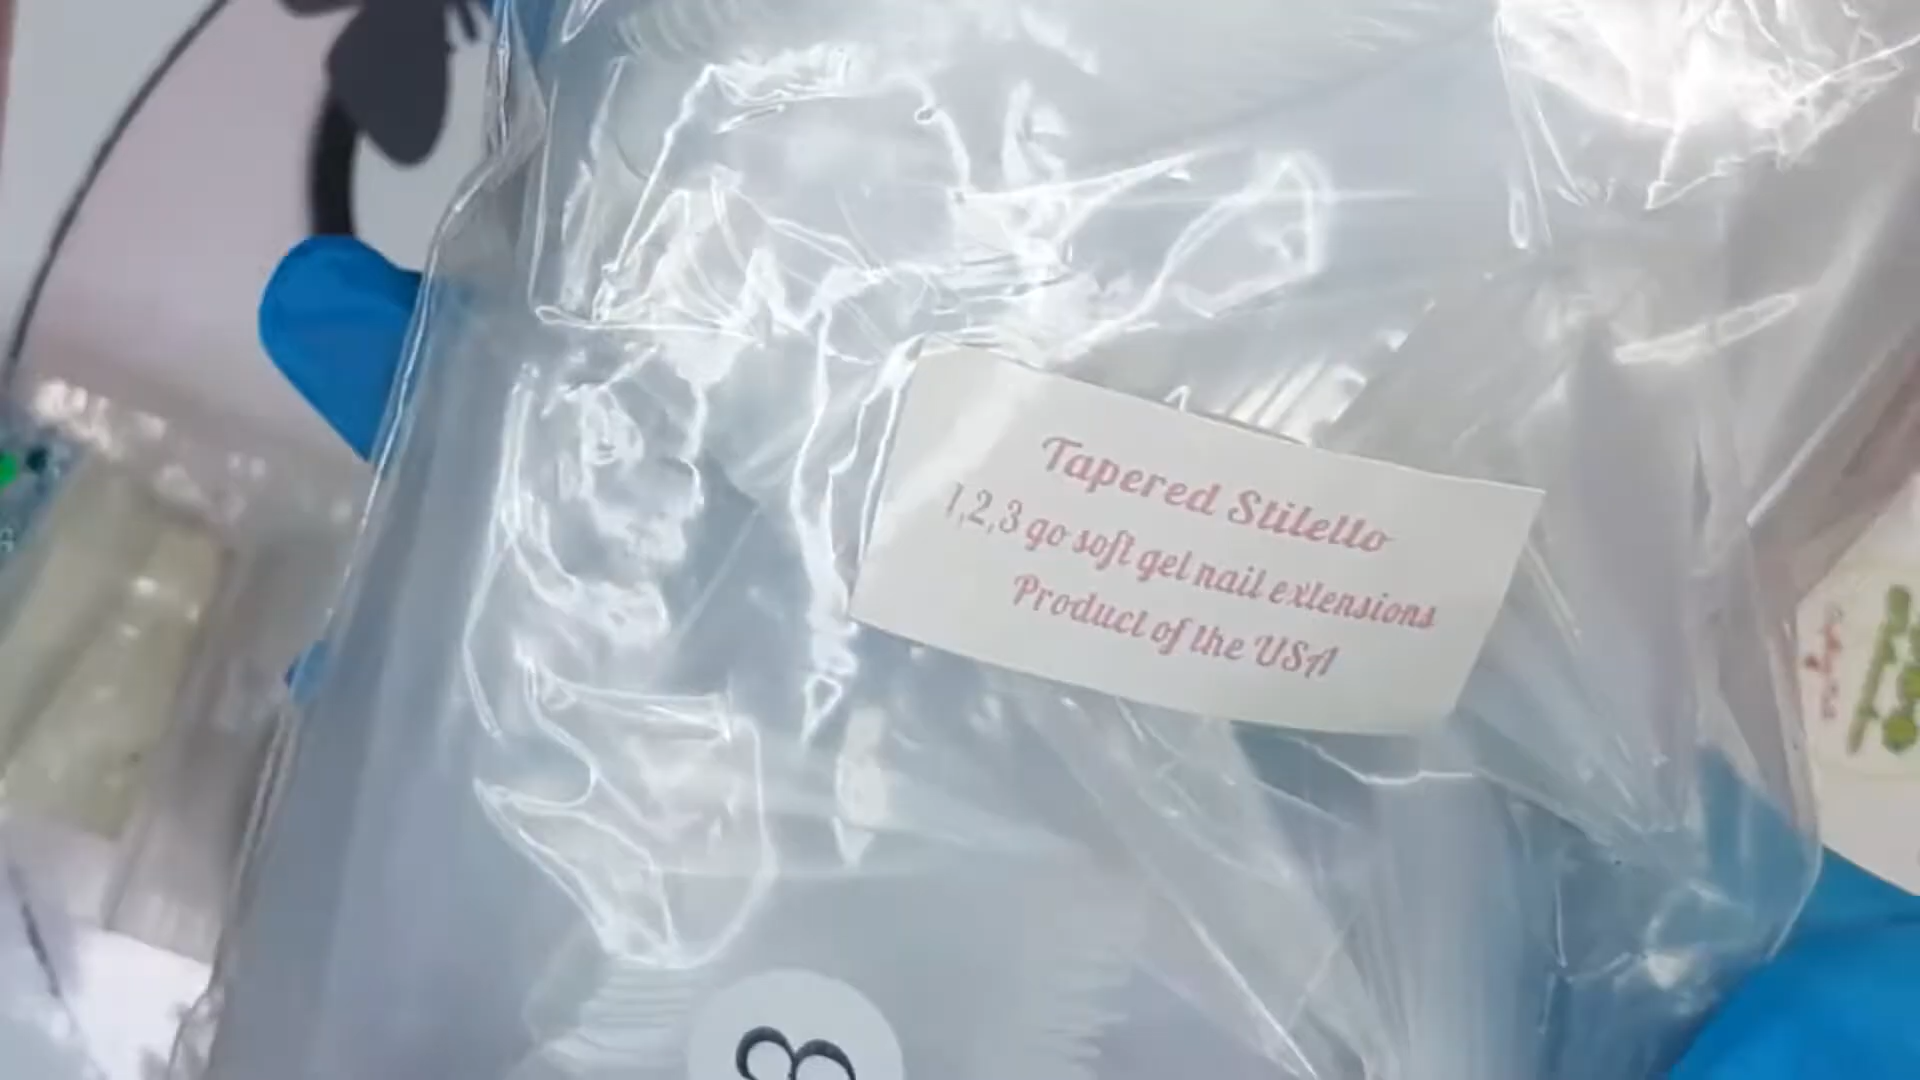 Tapered Stiletto
1,2,3 go soft gel nail extensions
Product of the USA